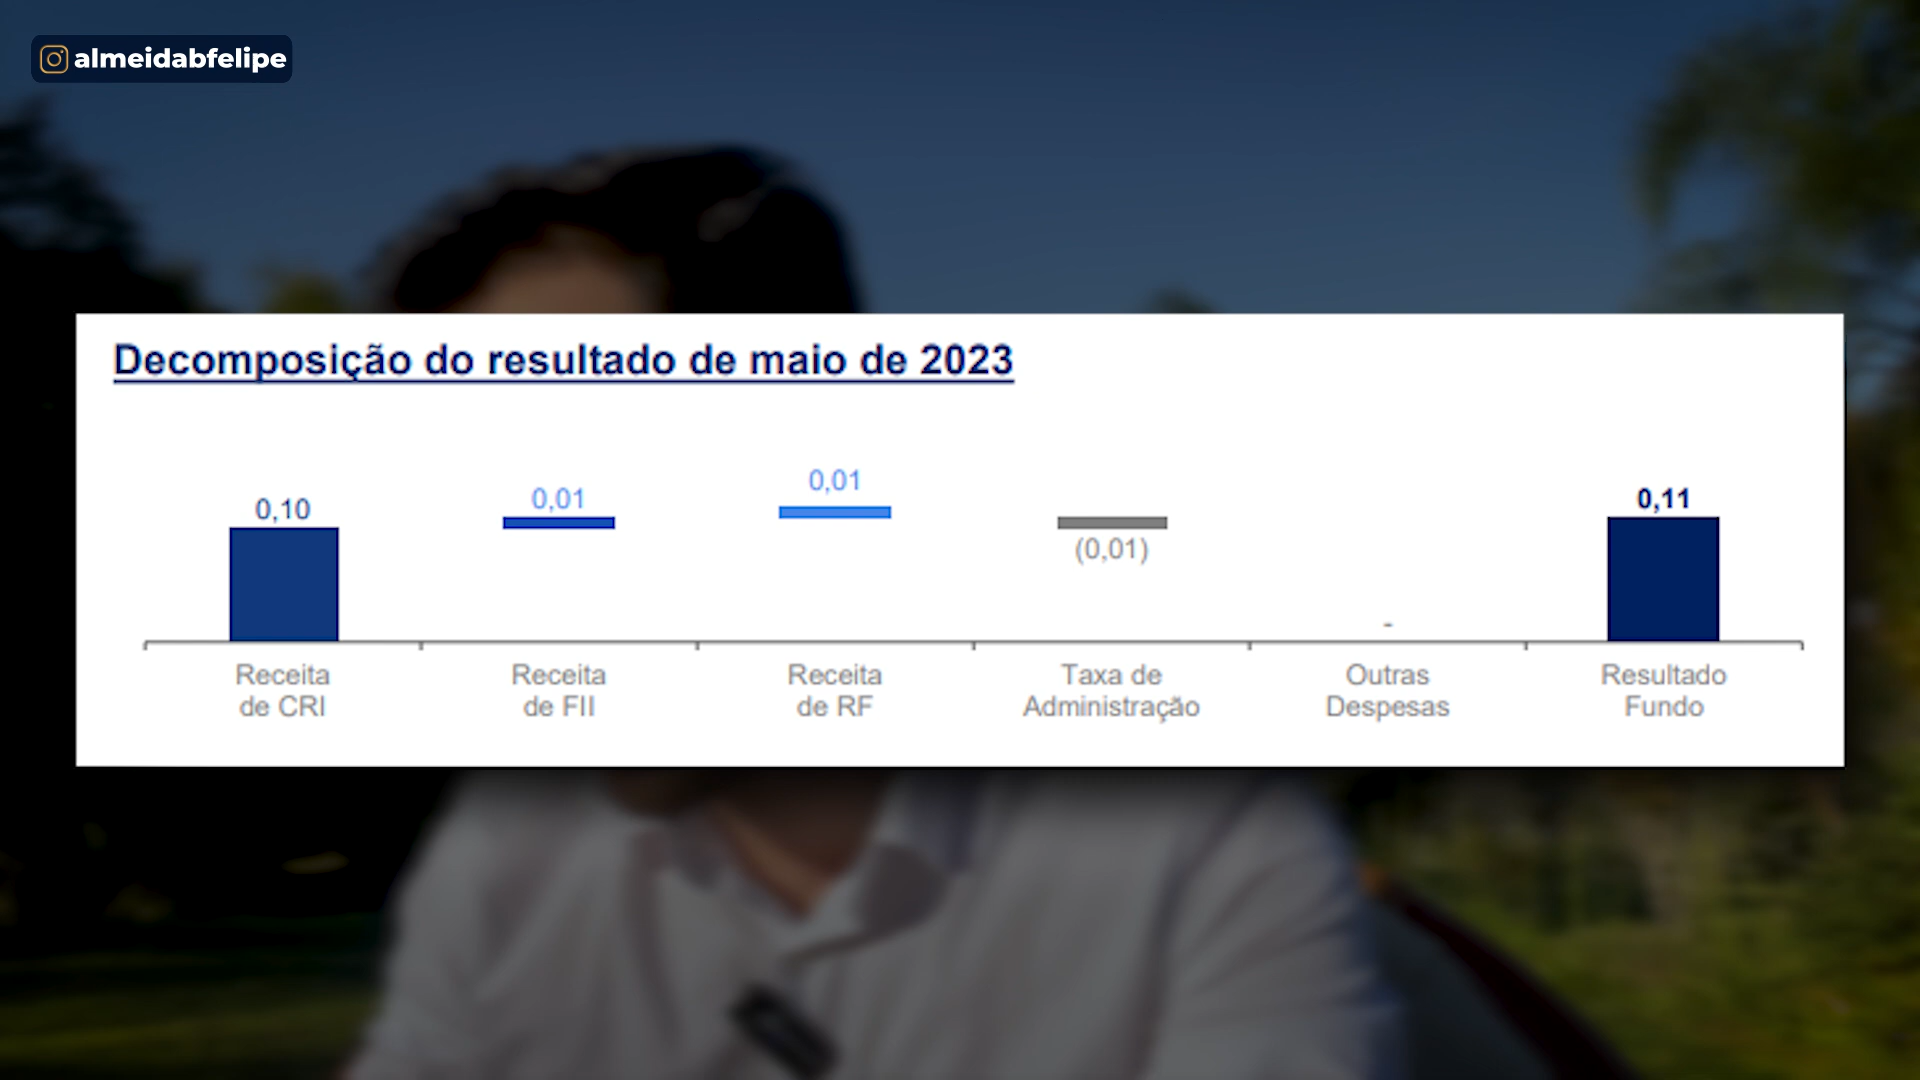 almeidabfelipe
Decomposição do resultado de maio de 2023
0,10
0,01
0,01
(0,01)
-
0,11
Receita
de CRI
Receita
de FII
Receita
de RF
Taxa de
Administração
Outras
Despesas
Resultado
Fundo